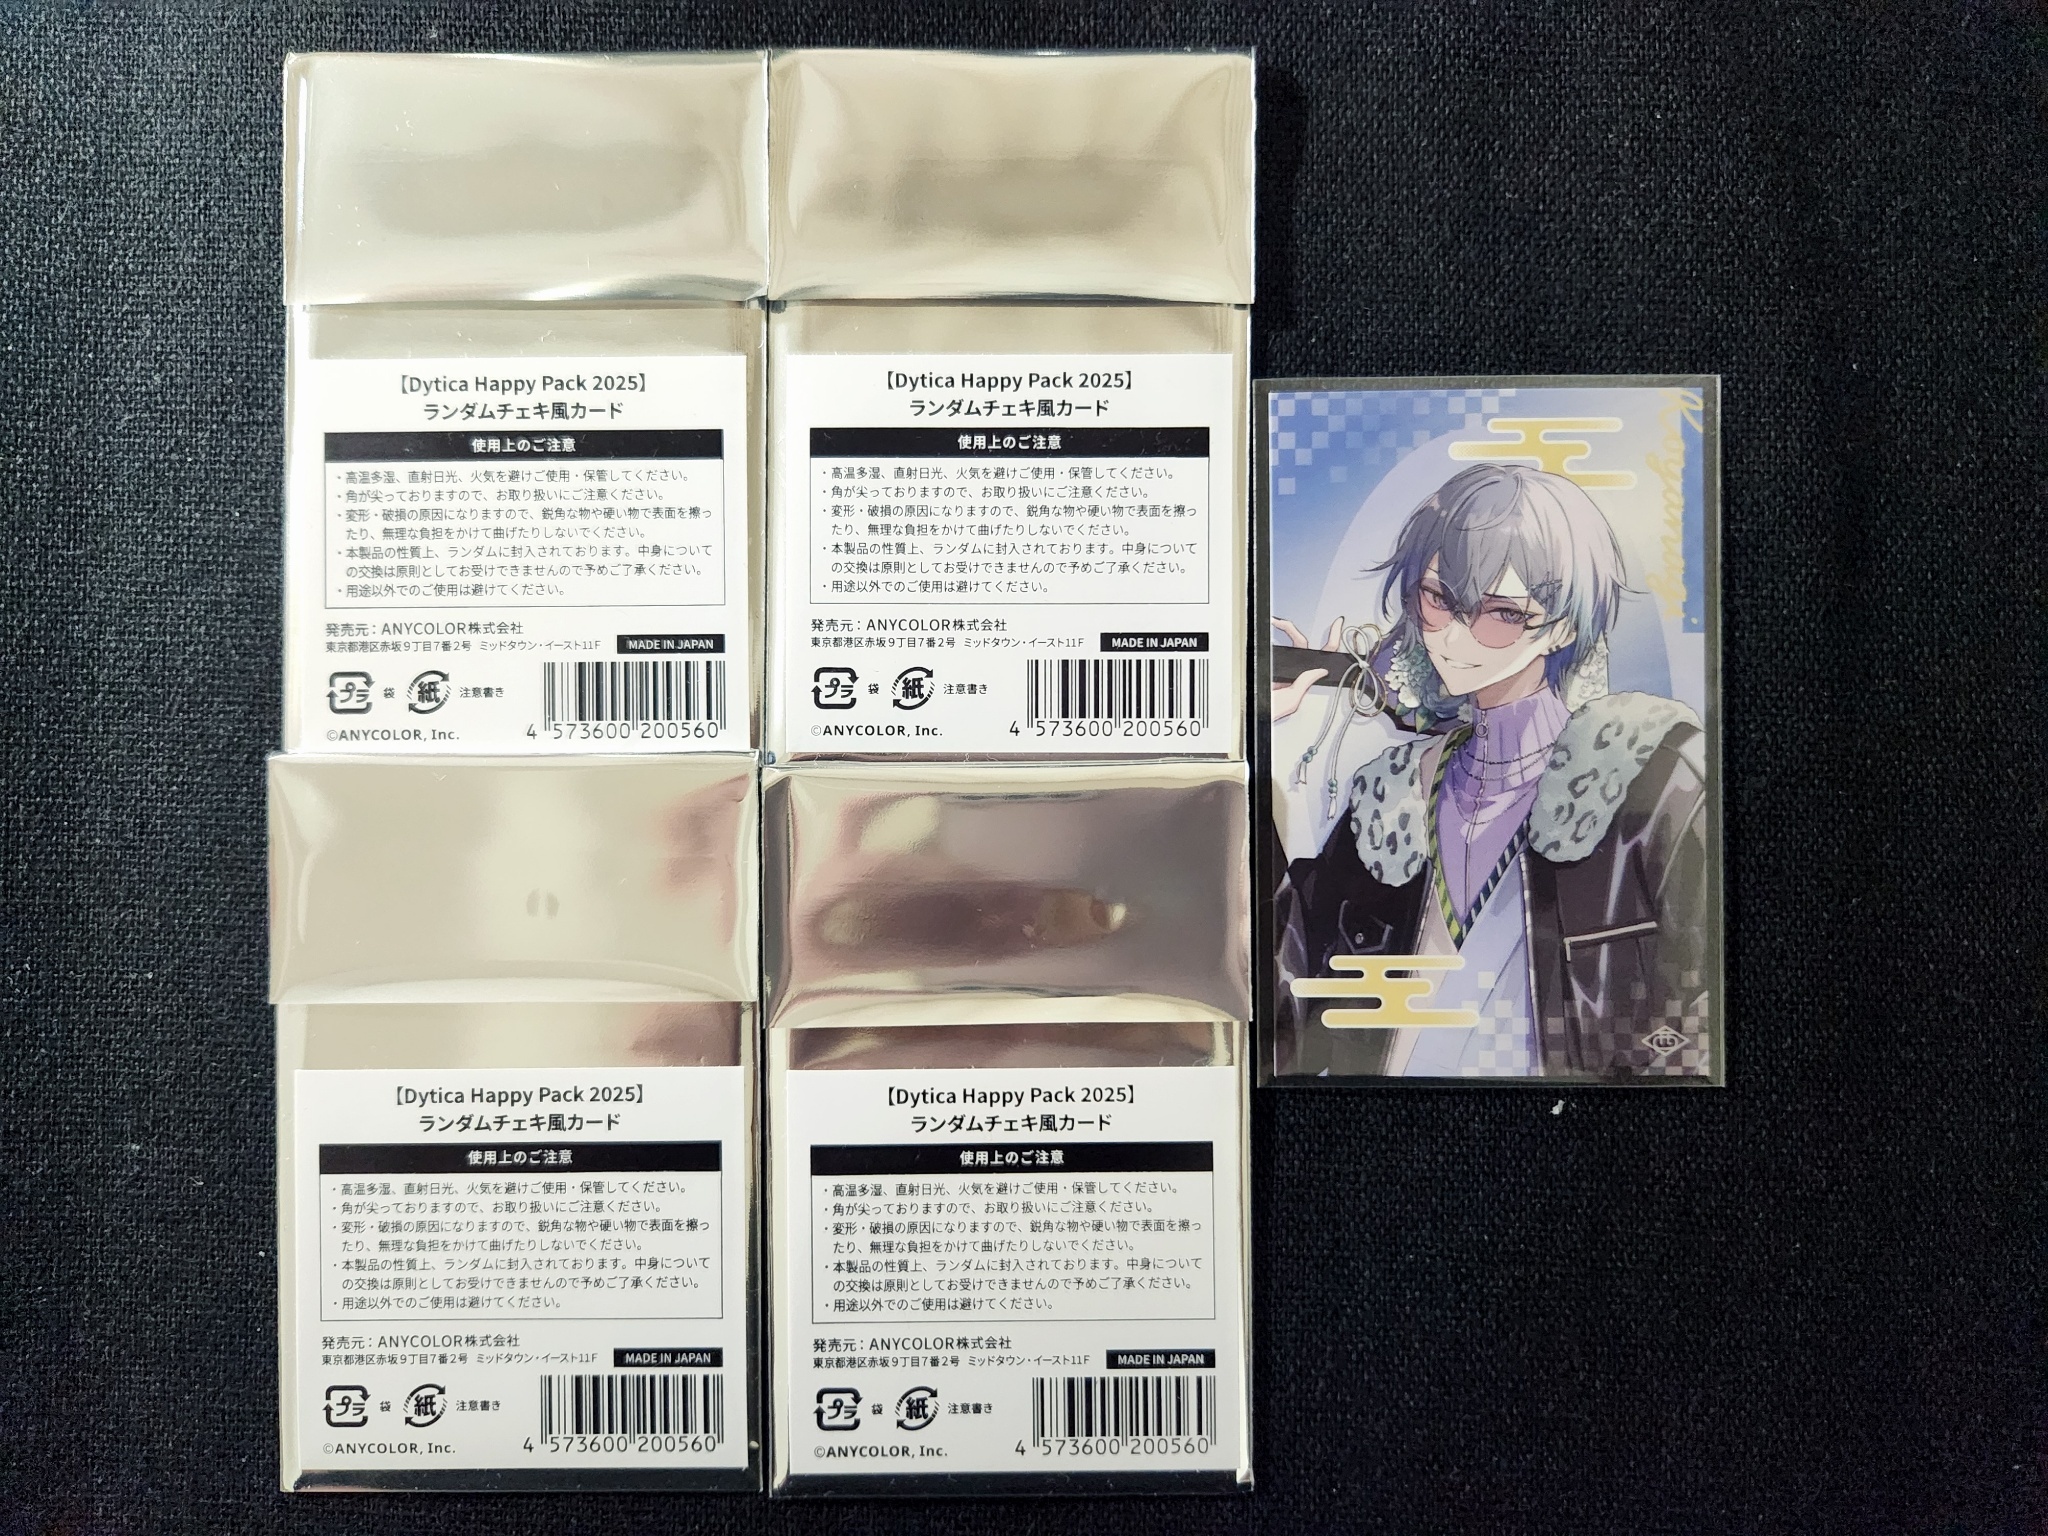 【Dytica Happy Pack 2025】
ランダムチェキ風カード
使用上のご注意
・高温多湿、直射日光、火気を避けご使用・保管してください。
・角が尖っておりますので、お取り扱いにご注意ください。
・変形・破損の原因になりますので、鋭角な物や硬い物で表面を擦っ
たり、無理な負担をかけて曲げたりしないでください。
・本製品の性質上、ランダムに封入されております。中身について
の交換は原則としてお受けできませんので予めご了承ください。
・用途以外でのご使用は避けてください。
発売元：ANYCOLOR株式会社
東京都港区赤坂9丁目7番2号 ミッドタウン・イースト11F MADE IN JAPAN
プラ 袋 紙 注意書き
©ANYCOLOR, Inc. 4 573600 200560
【Dytica Happy Pack 2025】
ランダムチェキ風カード
使用上のご注意
・高温多湿、直射日光、火気を避けご使用・保管してください。
・角が尖っておりますので、お取り扱いにご注意ください。
・変形・破損の原因になりますので、鋭角な物や硬い物で表面を擦っ
たり、無理な負担をかけて曲げたりしないでください。
・本製品の性質上、ランダムに封入されております。中身について
の交換は原則としてお受けできませんので予めご了承ください。
・用途以外でのご使用は避けてください。
発売元：ANYCOLOR株式会社
東京都港区赤坂9丁目7番2号 ミッドタウン・イースト11F MADE IN JAPAN
プラ 袋 紙 注意書き
©ANYCOLOR, Inc. 4 573600 200560
【Dytica Happy Pack 2025】
ランダムチェキ風カード
使用上のご注意
・高温多湿、直射日光、火気を避けご使用・保管してください。
・角が尖っておりますので、お取り扱いにご注意ください。
・変形・破損の原因になりますので、鋭角な物や硬い物で表面を擦っ
たり、無理な負担をかけて曲げたりしないでください。
・本製品の性質上、ランダムに封入されております。中身について
の交換は原則としてお受けできませんので予めご了承ください。
・用途以外でのご使用は避けてください。
発売元：ANYCOLOR株式会社
東京都港区赤坂9丁目7番2号 ミッドタウン・イースト11F MADE IN JAPAN
プラ 袋 紙 注意書き
©ANYCOLOR, Inc. 4 573600 200560
【Dytica Happy Pack 2025】
ランダムチェキ風カード
使用上のご注意
・高温多湿、直射日光、火気を避けご使用・保管してください。
・角が尖っておりますので、お取り扱いにご注意ください。
・変形・破損の原因になりますので、鋭角な物や硬い物で表面を擦っ
たり、無理な負担をかけて曲げたりしないでください。
・本製品の性質上、ランダムに封入されております。中身について
の交換は原則としてお受けできませんので予めご了承ください。
・用途以外でのご使用は避けてください。
発売元：ANYCOLOR株式会社
東京都港区赤坂9丁目7番2号 ミッドタウン・イースト11F MADE IN JAPAN
プラ 袋 紙 注意書き
©ANYCOLOR, Inc. 4 573600 200560